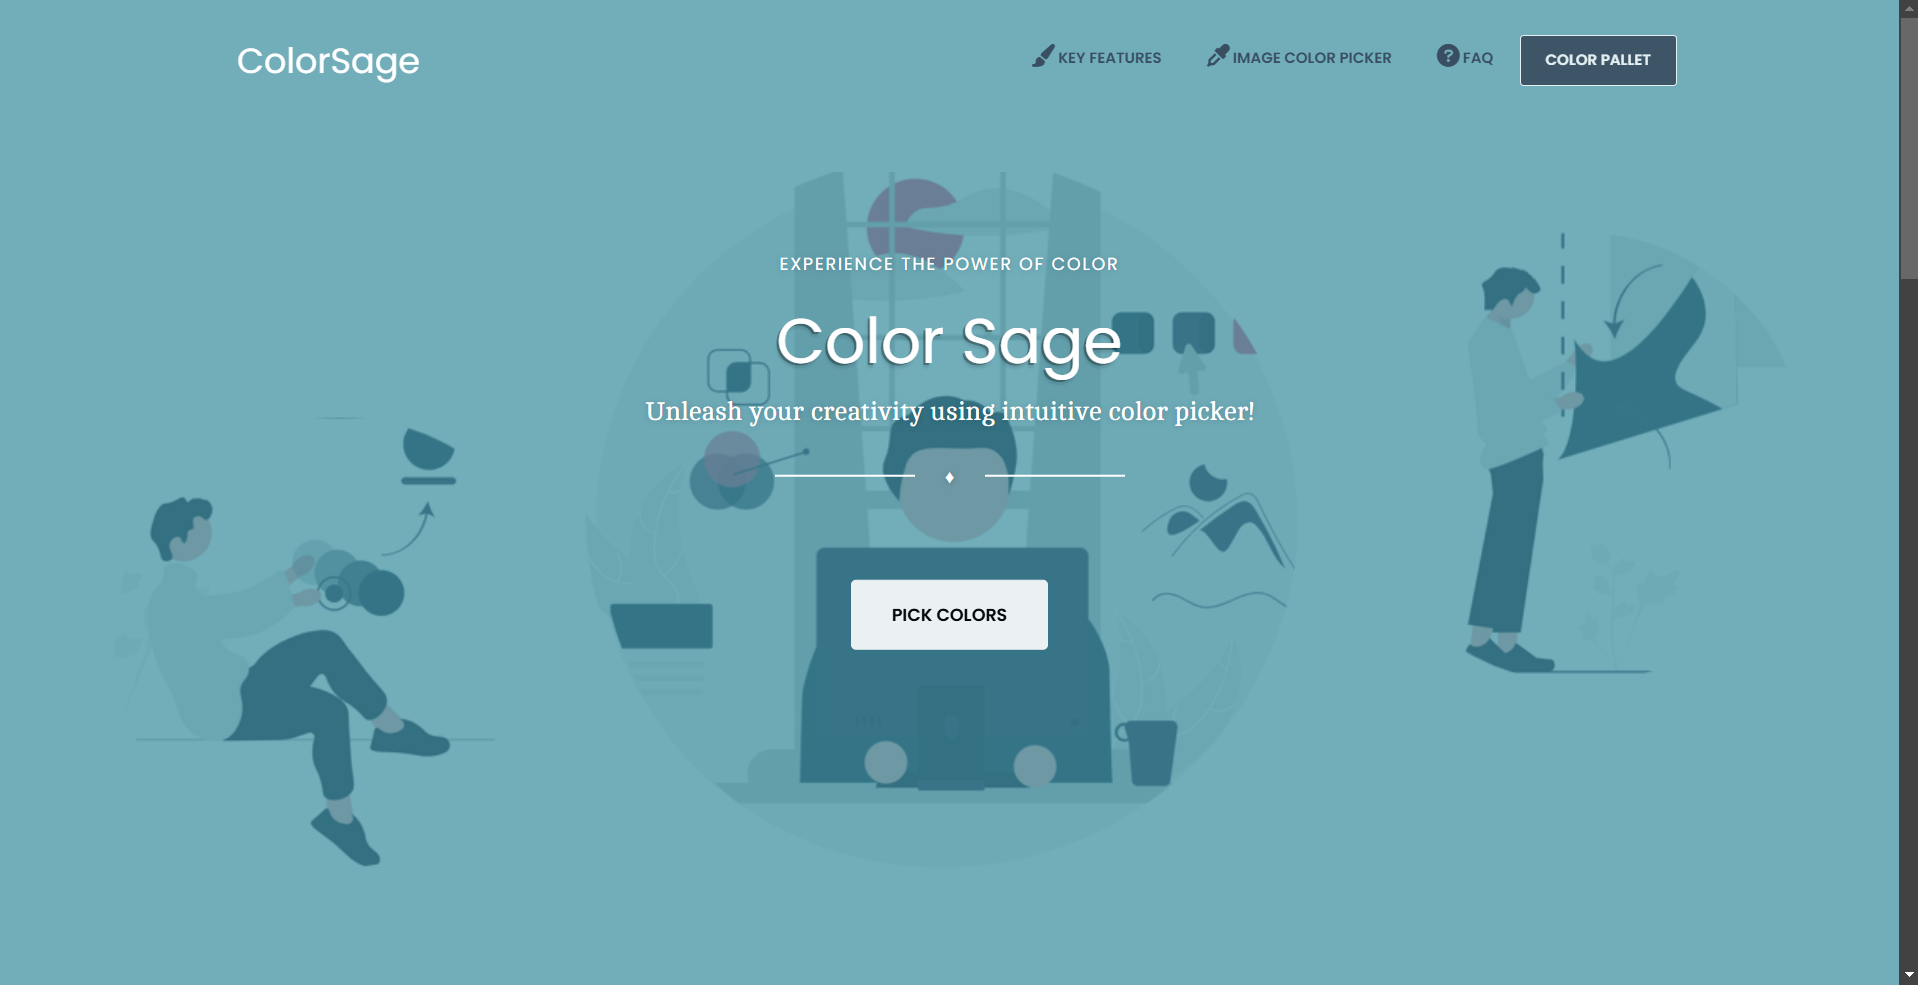 ColorSage
KEY FEATURES
IMAGE COLOR PICKER
? FAQ
COLOR PALLET
EXPERIENCE THE POWER OF COLOR
Color Sage
Unleash your creativity using intuitive color picker!
PICK COLORS